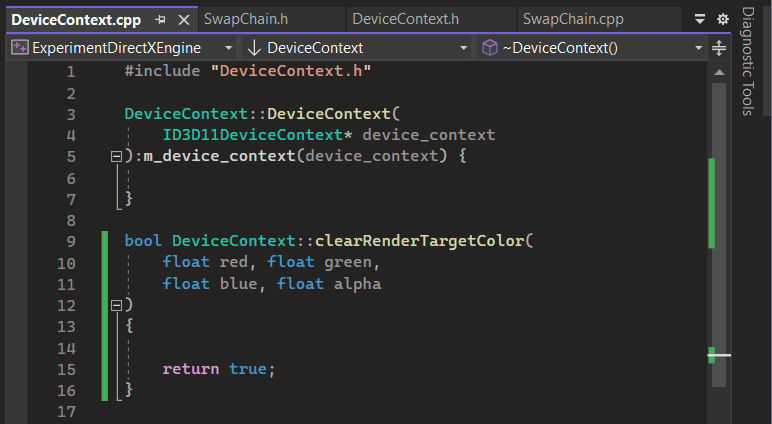 DeviceContext.cpp SwapChain.h DeviceContext.h SwapChain.cpp
ExperimentDirectXEngine DeviceContext ~DeviceContext()
Diagnostic Tools
1 #include "DeviceContext.h"
2
3 DeviceContext::DeviceContext(
4 ID3D11DeviceContext* device_context
5 ):m_device_context(device_context) {
6
7 }
8
9 bool DeviceContext::clearRenderTargetColor(
10 float red, float green,
11 float blue, float alpha
12 )
13 {
14
15 return true;
16 }
17